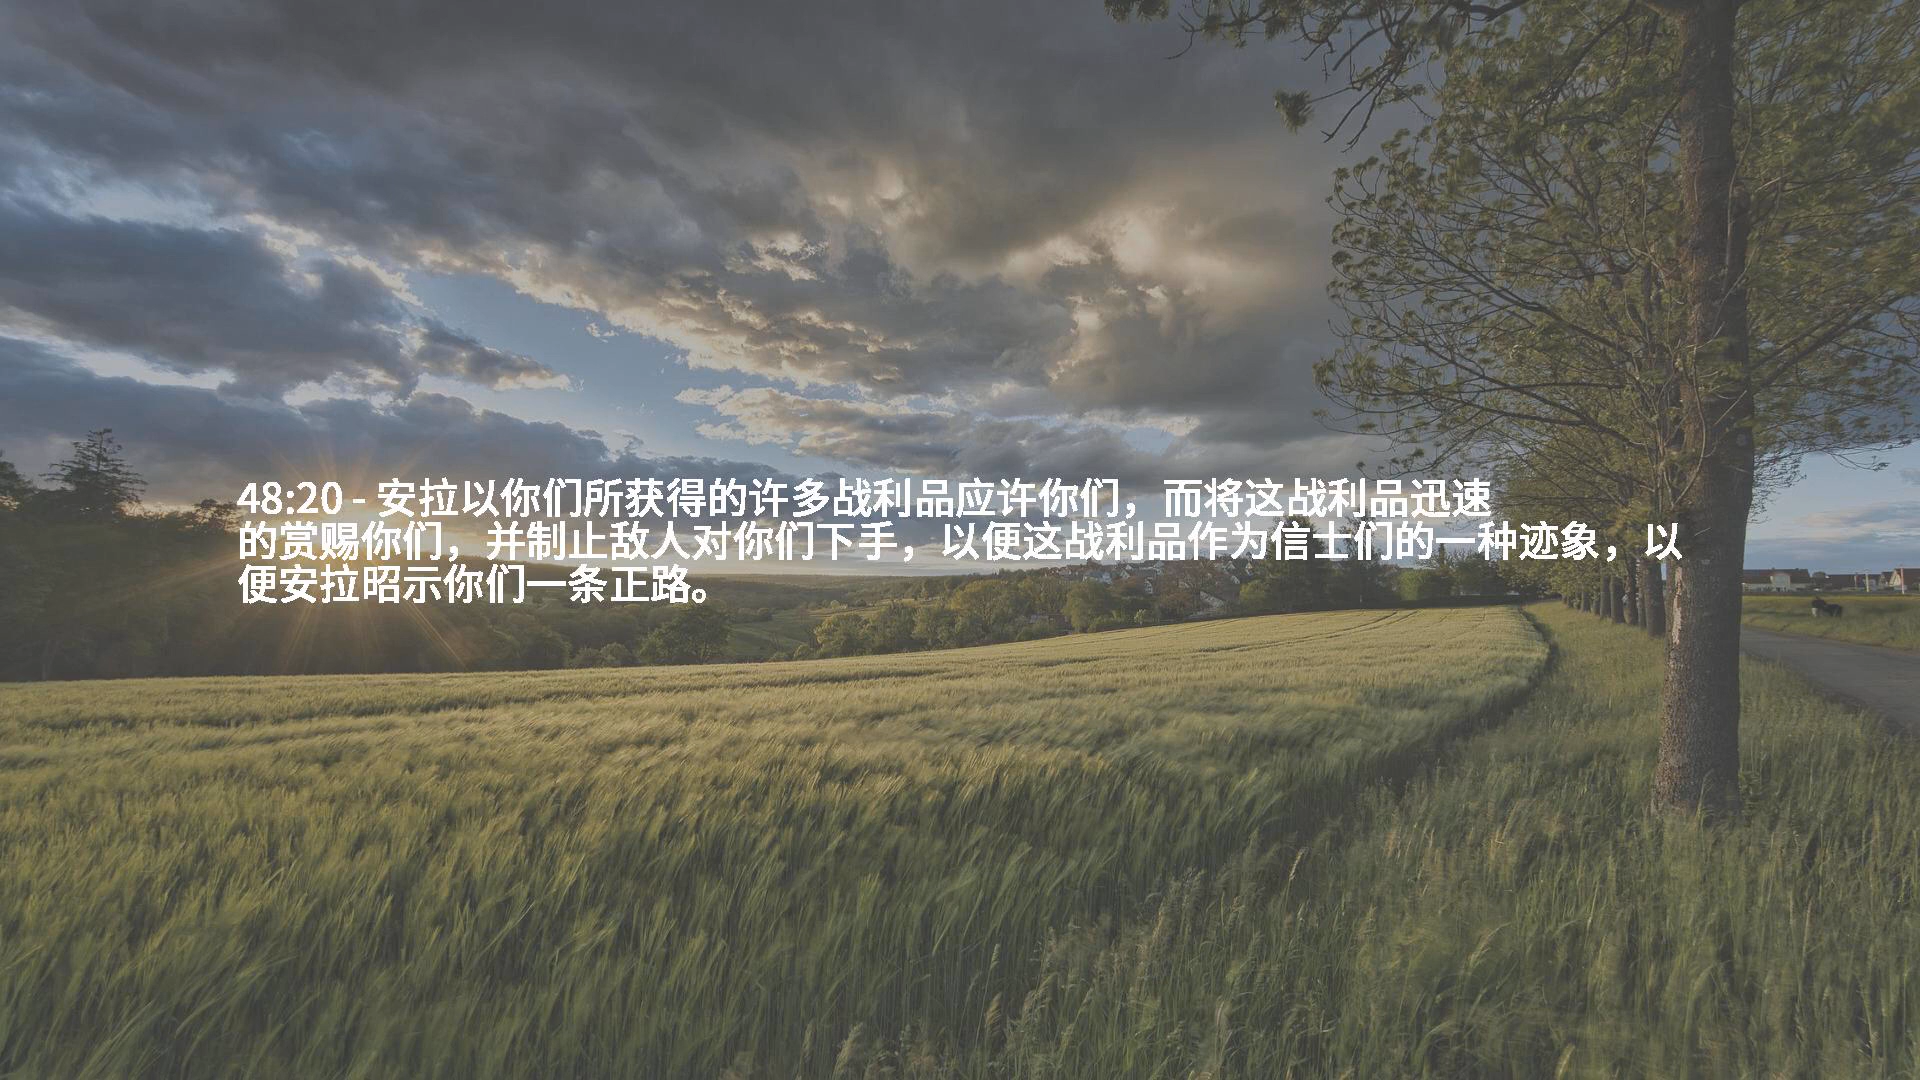 48:20 - 安拉以你们所获得的许多战利品应许你们，而将这战利品迅速
的赏赐你们，并制止敌人对你们下手，以便这战利品作为信士们的一种迹象，以
便安拉昭示你们一条正路。